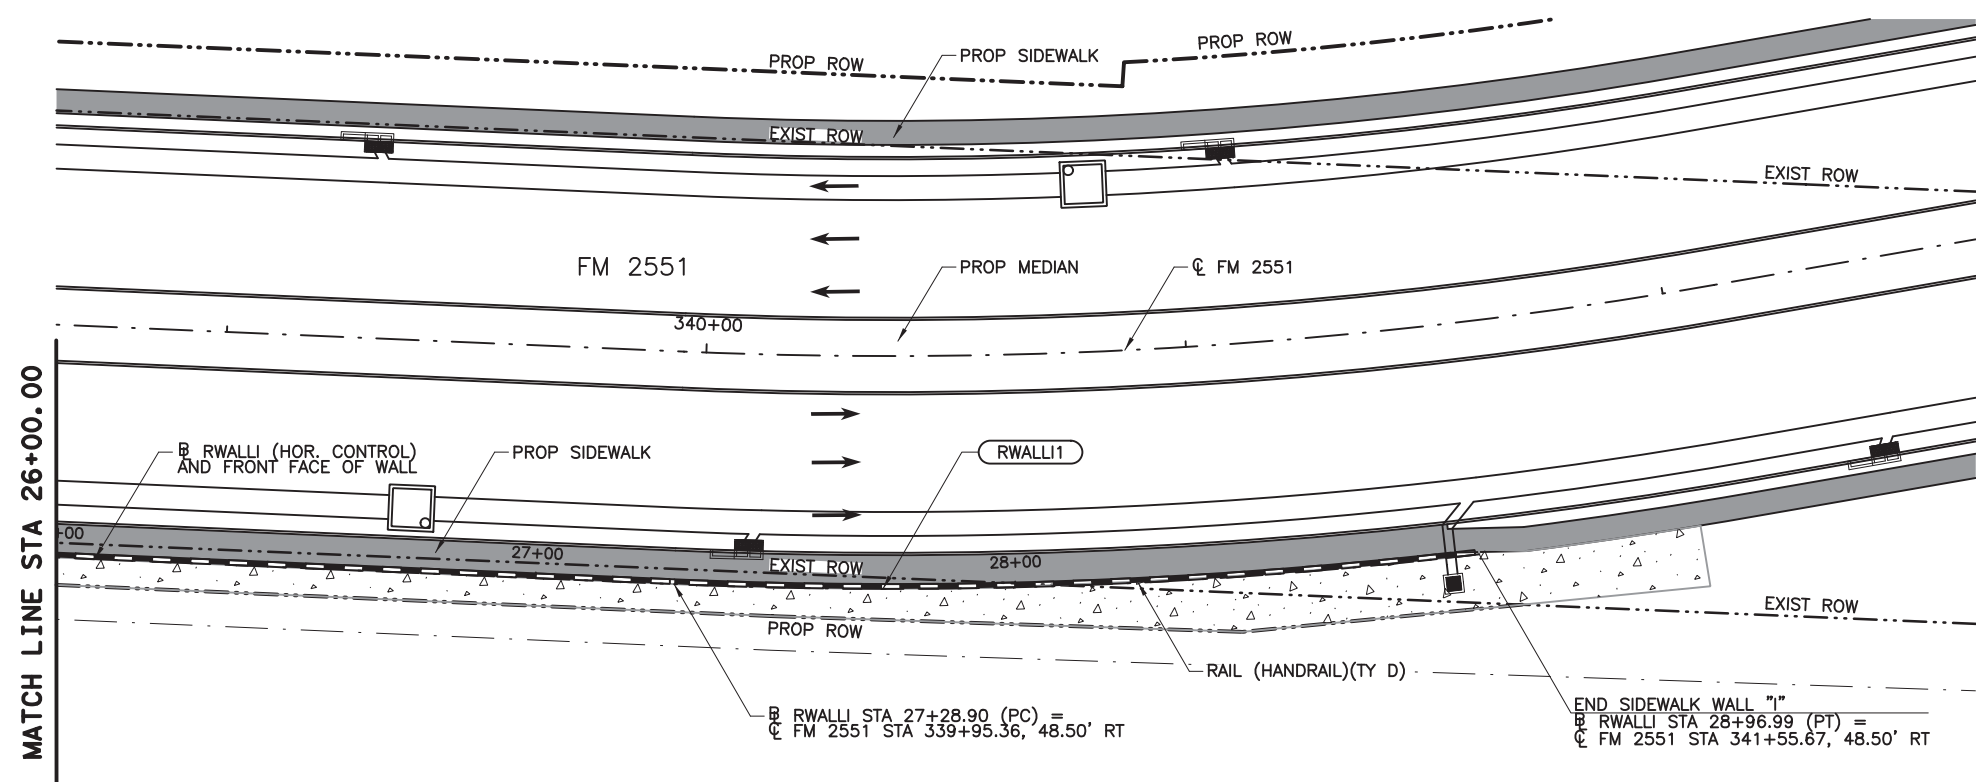 PROP ROW
PROP SIDEWALK
PROP ROW
EXIST ROW
EXIST ROW
FM 2551
PROP MEDIAN
℄ FM 2551
340+00
MATCH LINE STA 26+00.00
B̵L RWALLI (HOR. CONTROL)
AND FRONT FACE OF WALL
PROP SIDEWALK
RWALLI1
+00
27+00
28+00
EXIST ROW
EXIST ROW
PROP ROW
RAIL (HANDRAIL)(TY D)
B̵L RWALLI STA 27+28.90 (PC) =
℄ FM 2551 STA 339+95.36, 48.50' RT
END SIDEWALK WALL "I"
B̵L RWALLI STA 28+96.99 (PT) =
℄ FM 2551 STA 341+55.67, 48.50' RT